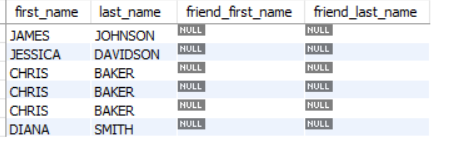 first_name last_name friend_first_name friend_last_name
JAMES JOHNSON NULL NULL
JESSICA DAVIDSON NULL NULL
CHRIS BAKER NULL NULL
CHRIS BAKER NULL NULL
CHRIS BAKER NULL NULL
DIANA SMITH NULL NULL